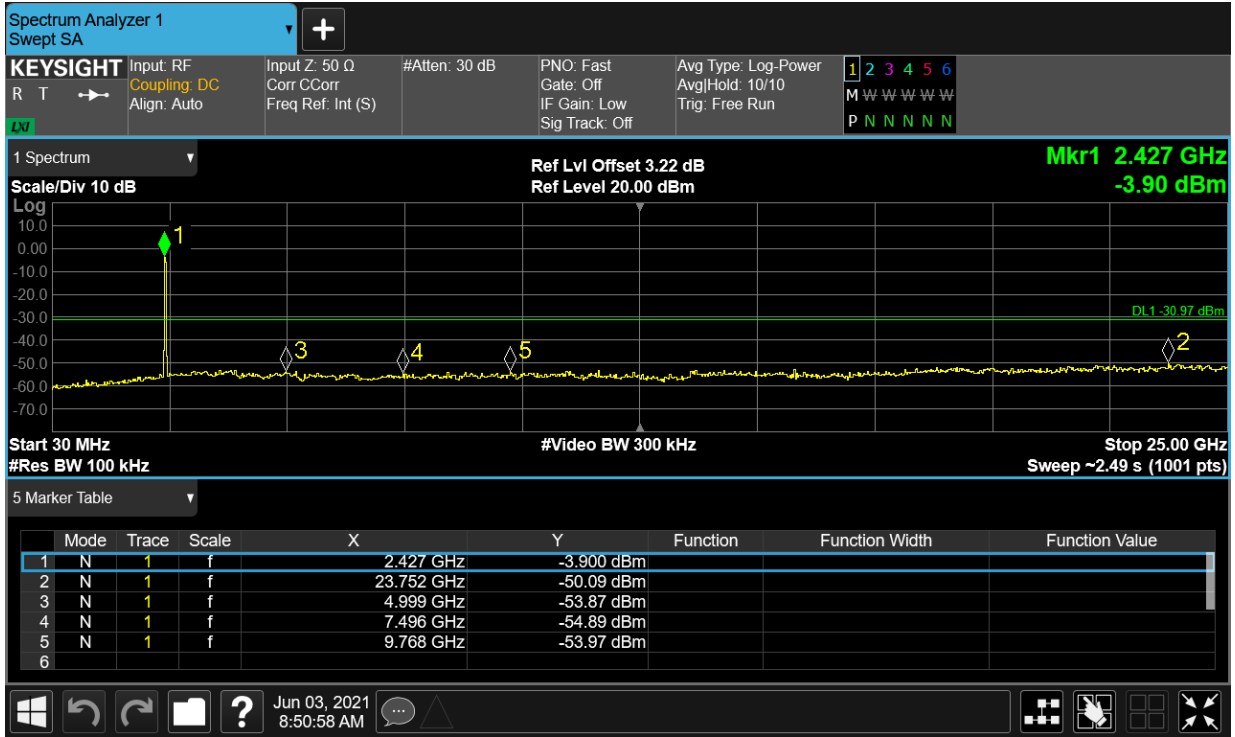 Spectrum Analyzer 1
Swept SA
KEYSIGHT
R T
LXI
Input: RF
Coupling: DC
Align: Auto
Input Z: 50 Ω
Corr CCorr
Freq Ref: Int (S)
#Atten: 30 dB
PNO: Fast
Gate: Off
IF Gain: Low
Sig Track: Off
Avg Type: Log-Power
Avg|Hold: 10/10
Trig: Free Run
1 2 3 4 5 6
M W W W W W
P N N N N N
1 Spectrum
Scale/Div 10 dB
Ref Lvl Offset 3.22 dB
Ref Level 20.00 dBm
Mkr1 2.427 GHz
-3.90 dBm
Log
10.0
0.00
-10.0
-20.0
-30.0
-40.0
-50.0
-60.0
-70.0
1
DL1 -30.97 dBm
3
4
5
2
Start 30 MHz
#Res BW 100 kHz
#Video BW 300 kHz
Stop 25.00 GHz
Sweep ~2.49 s (1001 pts)
5 Marker Table
Mode Trace Scale X Y Function Function Width Function Value
1 N 1 f 2.427 GHz -3.900 dBm
2 N 1 f 23.752 GHz -50.09 dBm
3 N 1 f 4.999 GHz -53.87 dBm
4 N 1 f 7.496 GHz -54.89 dBm
5 N 1 f 9.768 GHz -53.97 dBm
6
?
Jun 03, 2021
8:50:58 AM